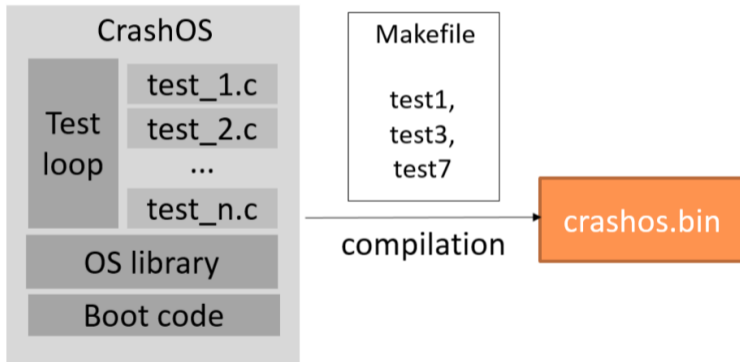 CrashOS
Test
loop
test_1.c
test_2.c
...
test_n.c
OS library
Boot code
Makefile
test1,
test3,
test7
compilation
crashos.bin